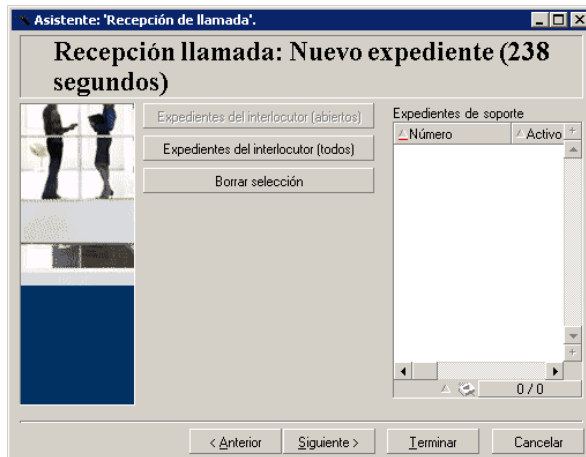 Asistente: 'Recepción de llamada'.
Recepción llamada: Nuevo expediente (238
segundos)
Expedientes del interlocutor (abiertos)
Expedientes del interlocutor (todos)
Borrar selección
Expedientes de soporte
Número
Activo
0 / 0
< Anterior
Siguiente >
Terminar
Cancelar